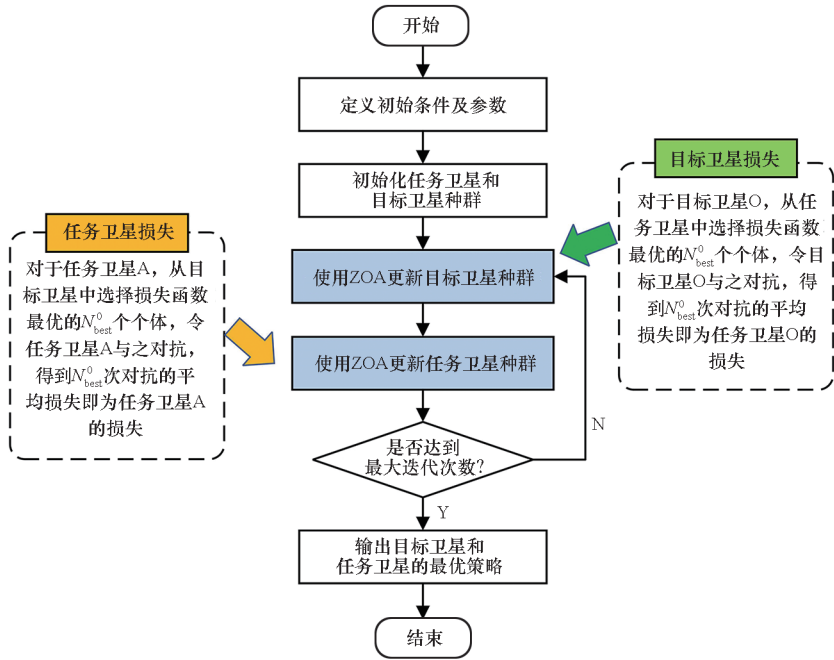 开始
定义初始条件及参数
初始化任务卫星和
目标卫星种群
使用ZOA更新目标卫星种群
使用ZOA更新任务卫星种群
是否达到
最大迭代次数?
N
Y
输出目标卫星和
任务卫星的最优策略
结束
任务卫星损失
对于任务卫星A，从目
标卫星中选择损失函数
最优的N⁰best个个体，令
任务卫星A与之对抗，
得到N⁰best次对抗的平
均损失即为任务卫星A
的损失
目标卫星损失
对于目标卫星O，从任
务卫星中选择损失函数
最优的N⁰best个个体，令目
标卫星O与之对抗，得
到N⁰best次对抗的平均
损失即为任务卫星O的
损失